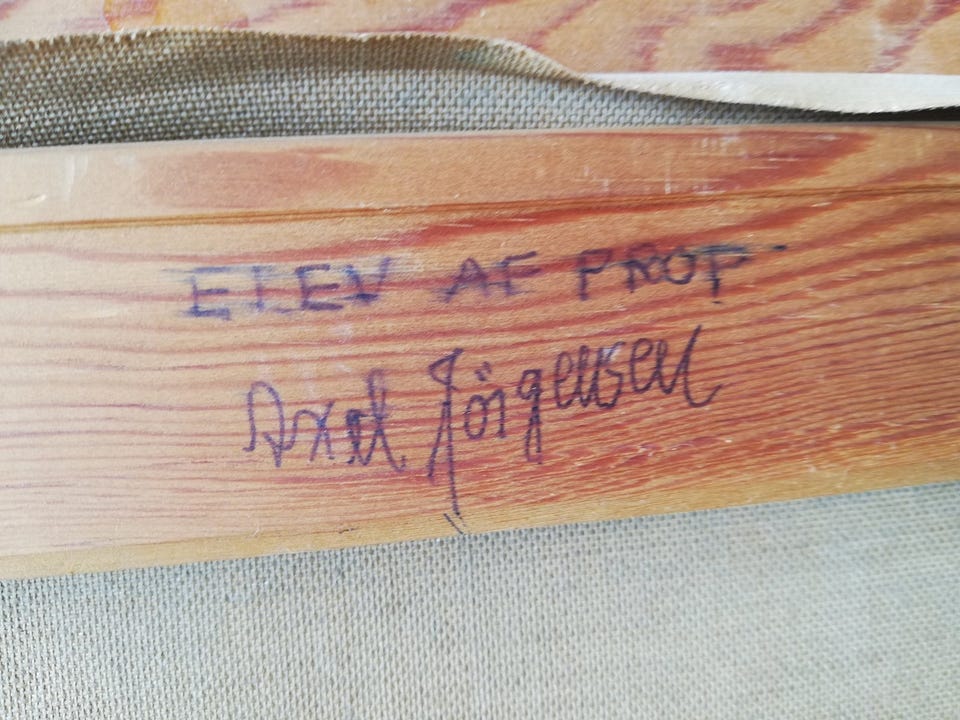 ELEV AF PROF
Axel Jörgensen